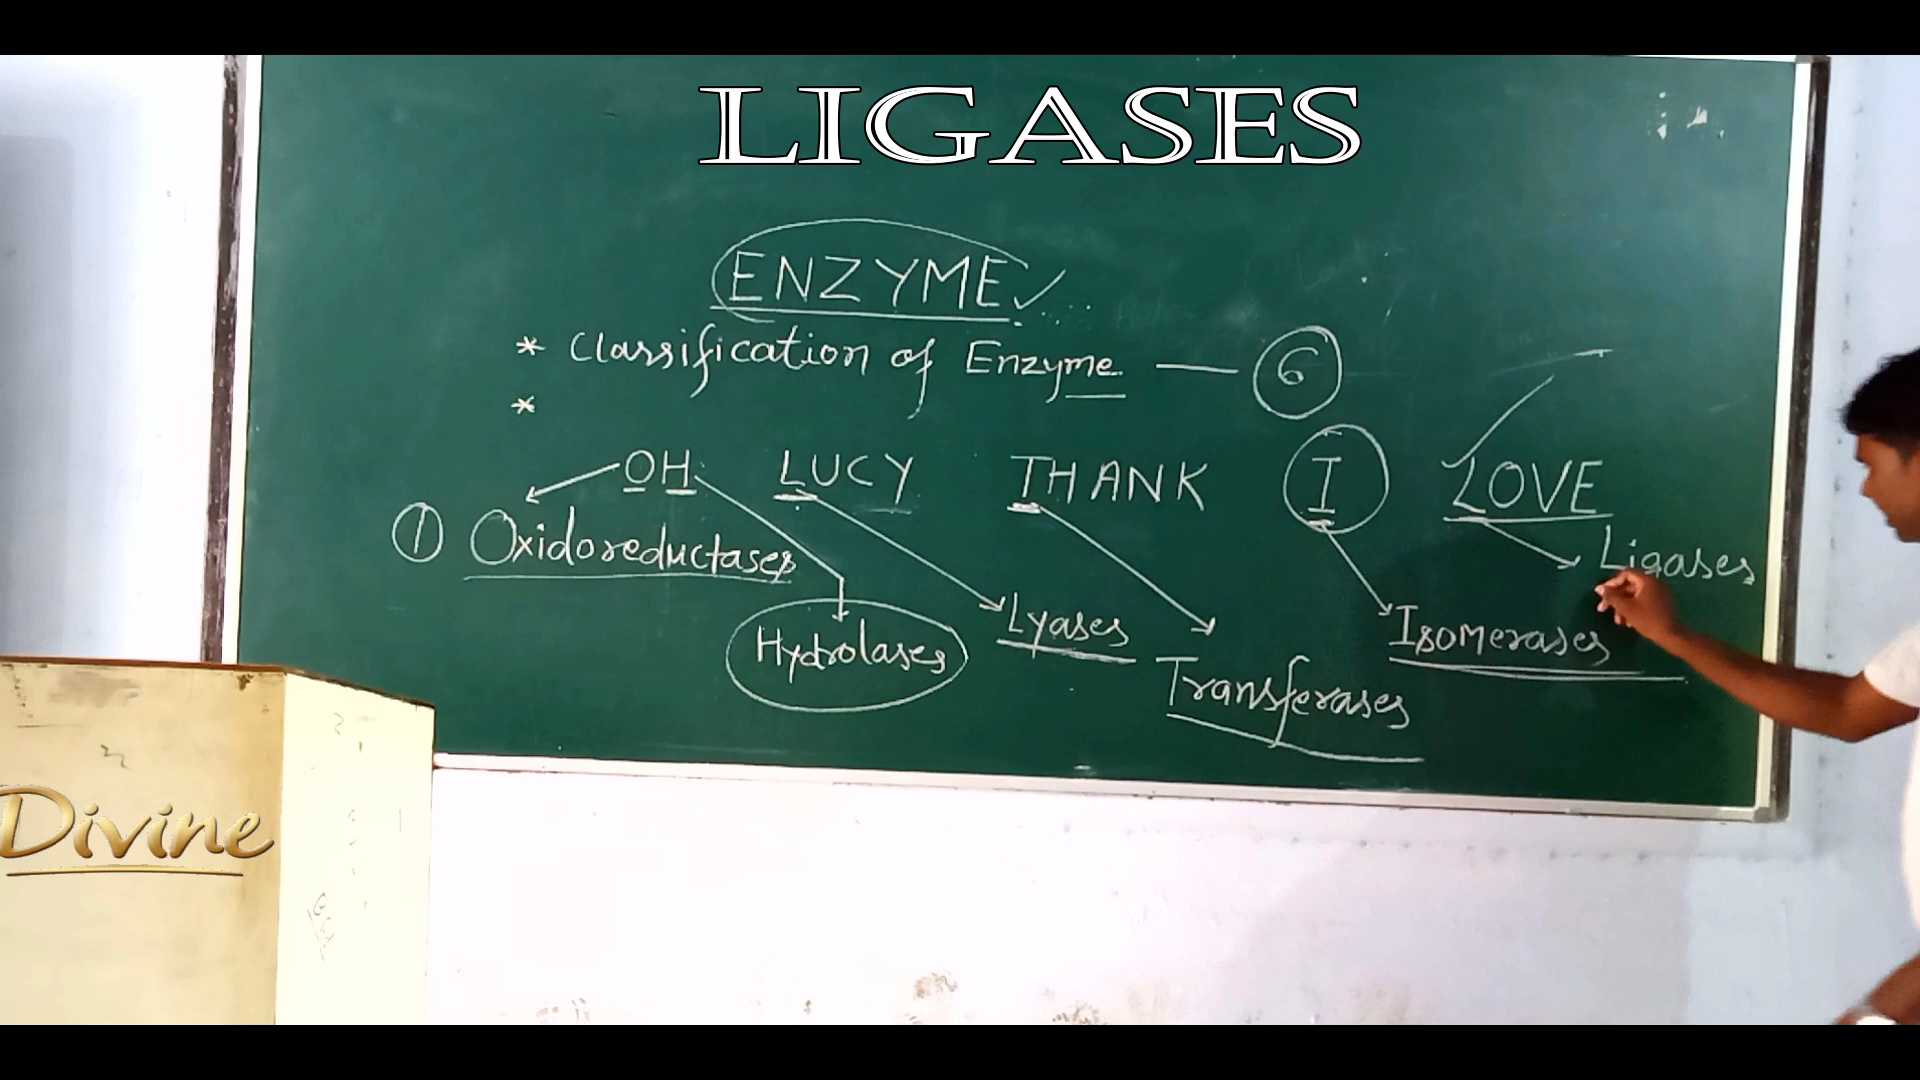 LIGASES
ENZYME ✓
* Classification of Enzyme — 6
*
OH LUCY THANK I LOVE
① Oxidoreductases
Ligases
Hydrolases
Lyases
Isomerases
Transferases
Divine